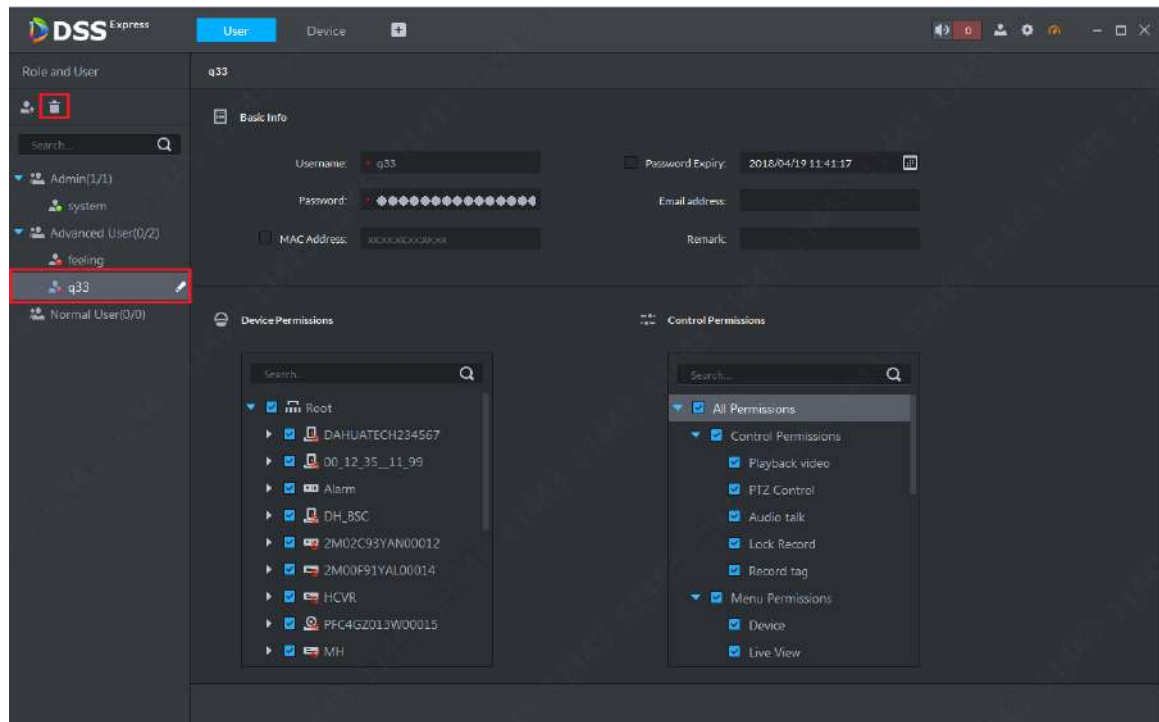 DSS Express
User Device
0
Role and User
q33
Search...
Admin(1/1)
system
Advanced User(0/2)
feeling
q33
Normal User(0/0)
Basic Info
Username: * q33
Password: *
MAC Address:
Password Expiry: 2018/04/19 11:41:17
Email address:
Remark:
Device Permissions
Search...
Root
DAHUATECH234567
00_12_35__11_99
Alarm
DH_BSC
2M02C93YAN00012
2M00F91YAL00014
HCVR
PFC4GZ013W00015
MH
Control Permissions
Search...
All Permissions
Control Permissions
Playback video
PTZ Control
Audio talk
Lock Record
Record tag
Menu Permissions
Device
Live View